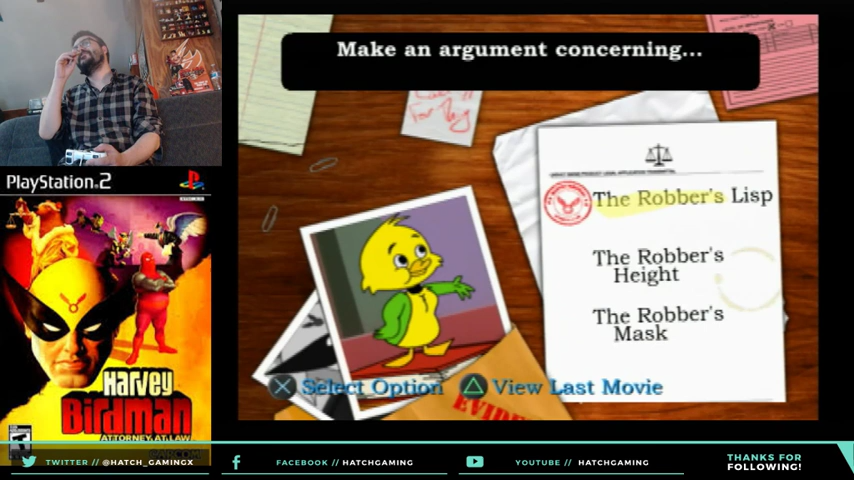 Make an argument concerning...
The Robber's Lisp
The Robber's
Height
The Robber's
Mask
Select Option
View Last Movie
PlayStation.2
HARVEY
BIRDMAN
ATTORNEY AT LAW
TWITTER // @HATCH_GAMINGX
FACEBOOK // HATCHGAMING
YOUTUBE // HATCHGAMING
THANKS FOR
FOLLOWING!